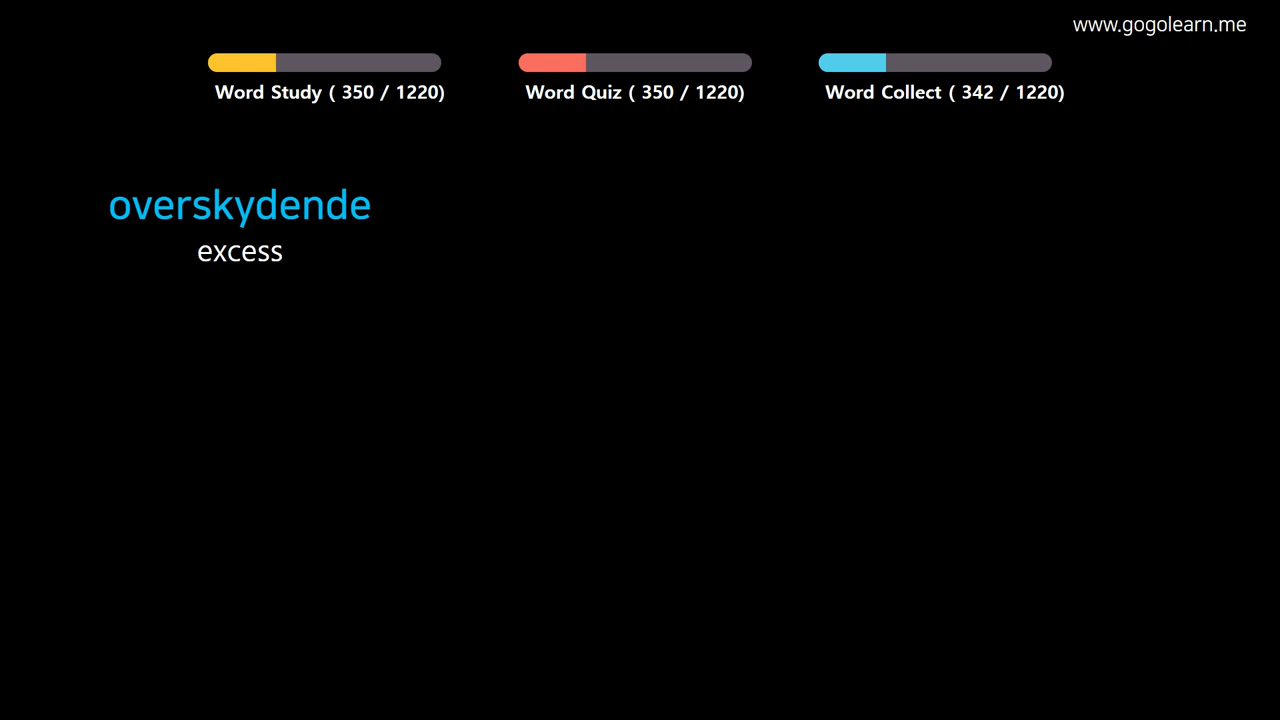 www.gogolearn.me
Word Study ( 350 / 1220)
Word Quiz ( 350 / 1220)
Word Collect ( 342 / 1220)
overskydende
excess